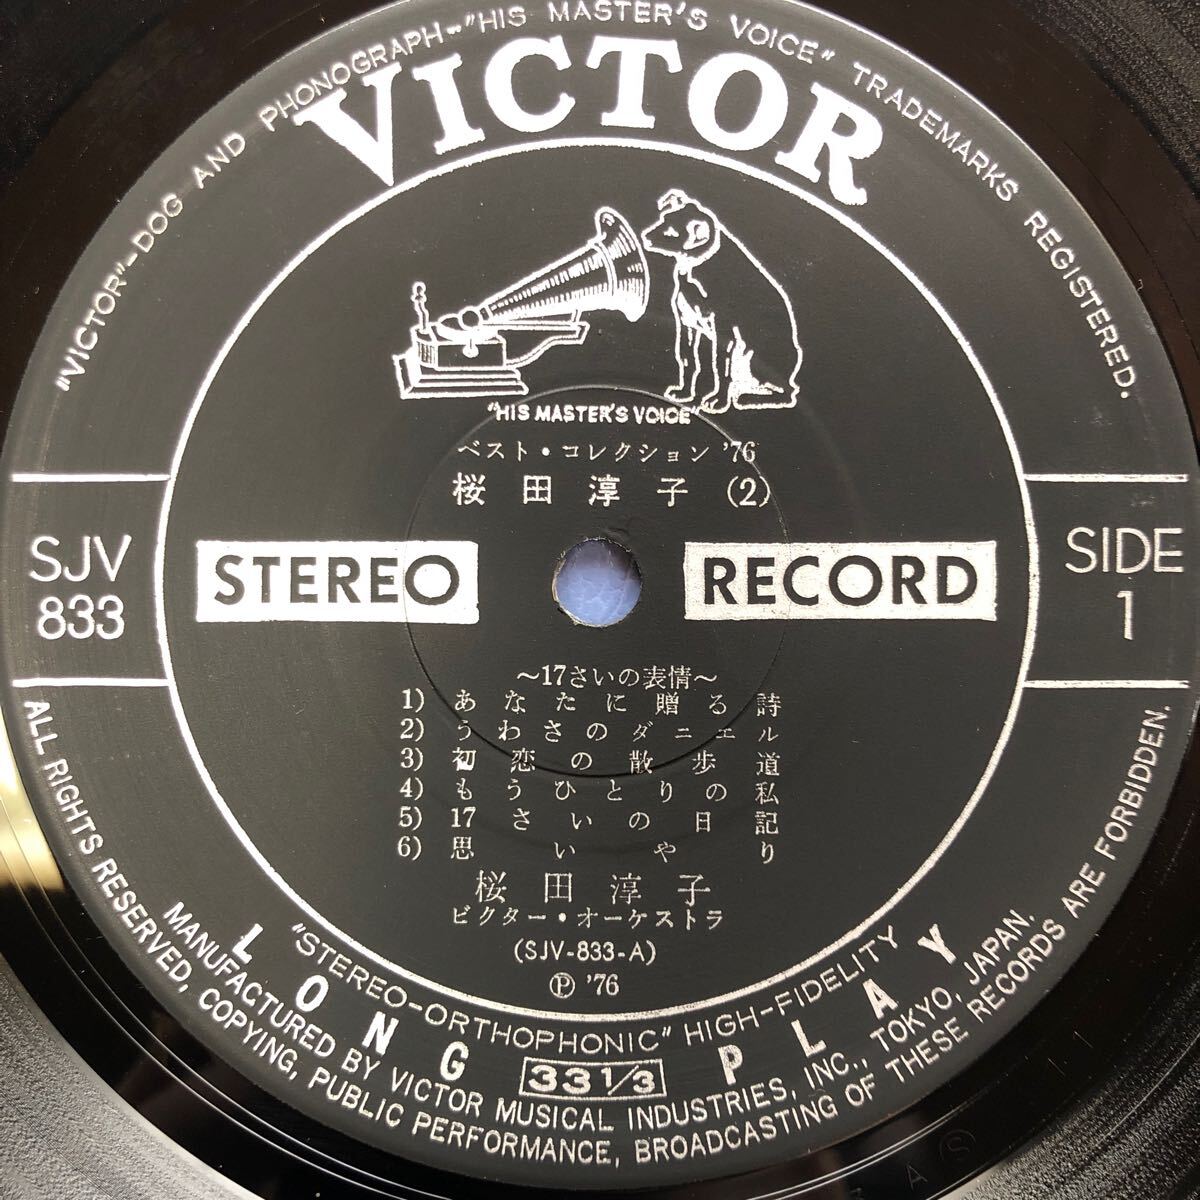 "VICTOR"–DOG AND PHONOGRAPH–"HIS MASTER'S VOICE" TRADEMARKS REGISTERED.
VICTOR
"HIS MASTER'S VOICE"
ベスト・コレクション '76
桜田淳子 (2)
SJV
833
STEREO
RECORD
SIDE
1
～17さいの表情～
1) あなたに贈る詩
2) うわさのダニエル
3) 初恋の散歩道
4) もうひとりの私
5) 17さいの日記
6) 思いやり
桜田淳子
ビクター・オーケストラ
(SJV-833-A)
Ⓟ '76
"STEREO-ORTHOPHONIC" HIGH-FIDELITY
LONG 33 1/3 PLAY
MANUFACTURED BY VICTOR MUSICAL INDUSTRIES, INC., TOKYO, JAPAN.
ALL RIGHTS RESERVED, COPYING, PUBLIC PERFORMANCE, BROADCASTING OF THESE RECORDS ARE FORBIDDEN.